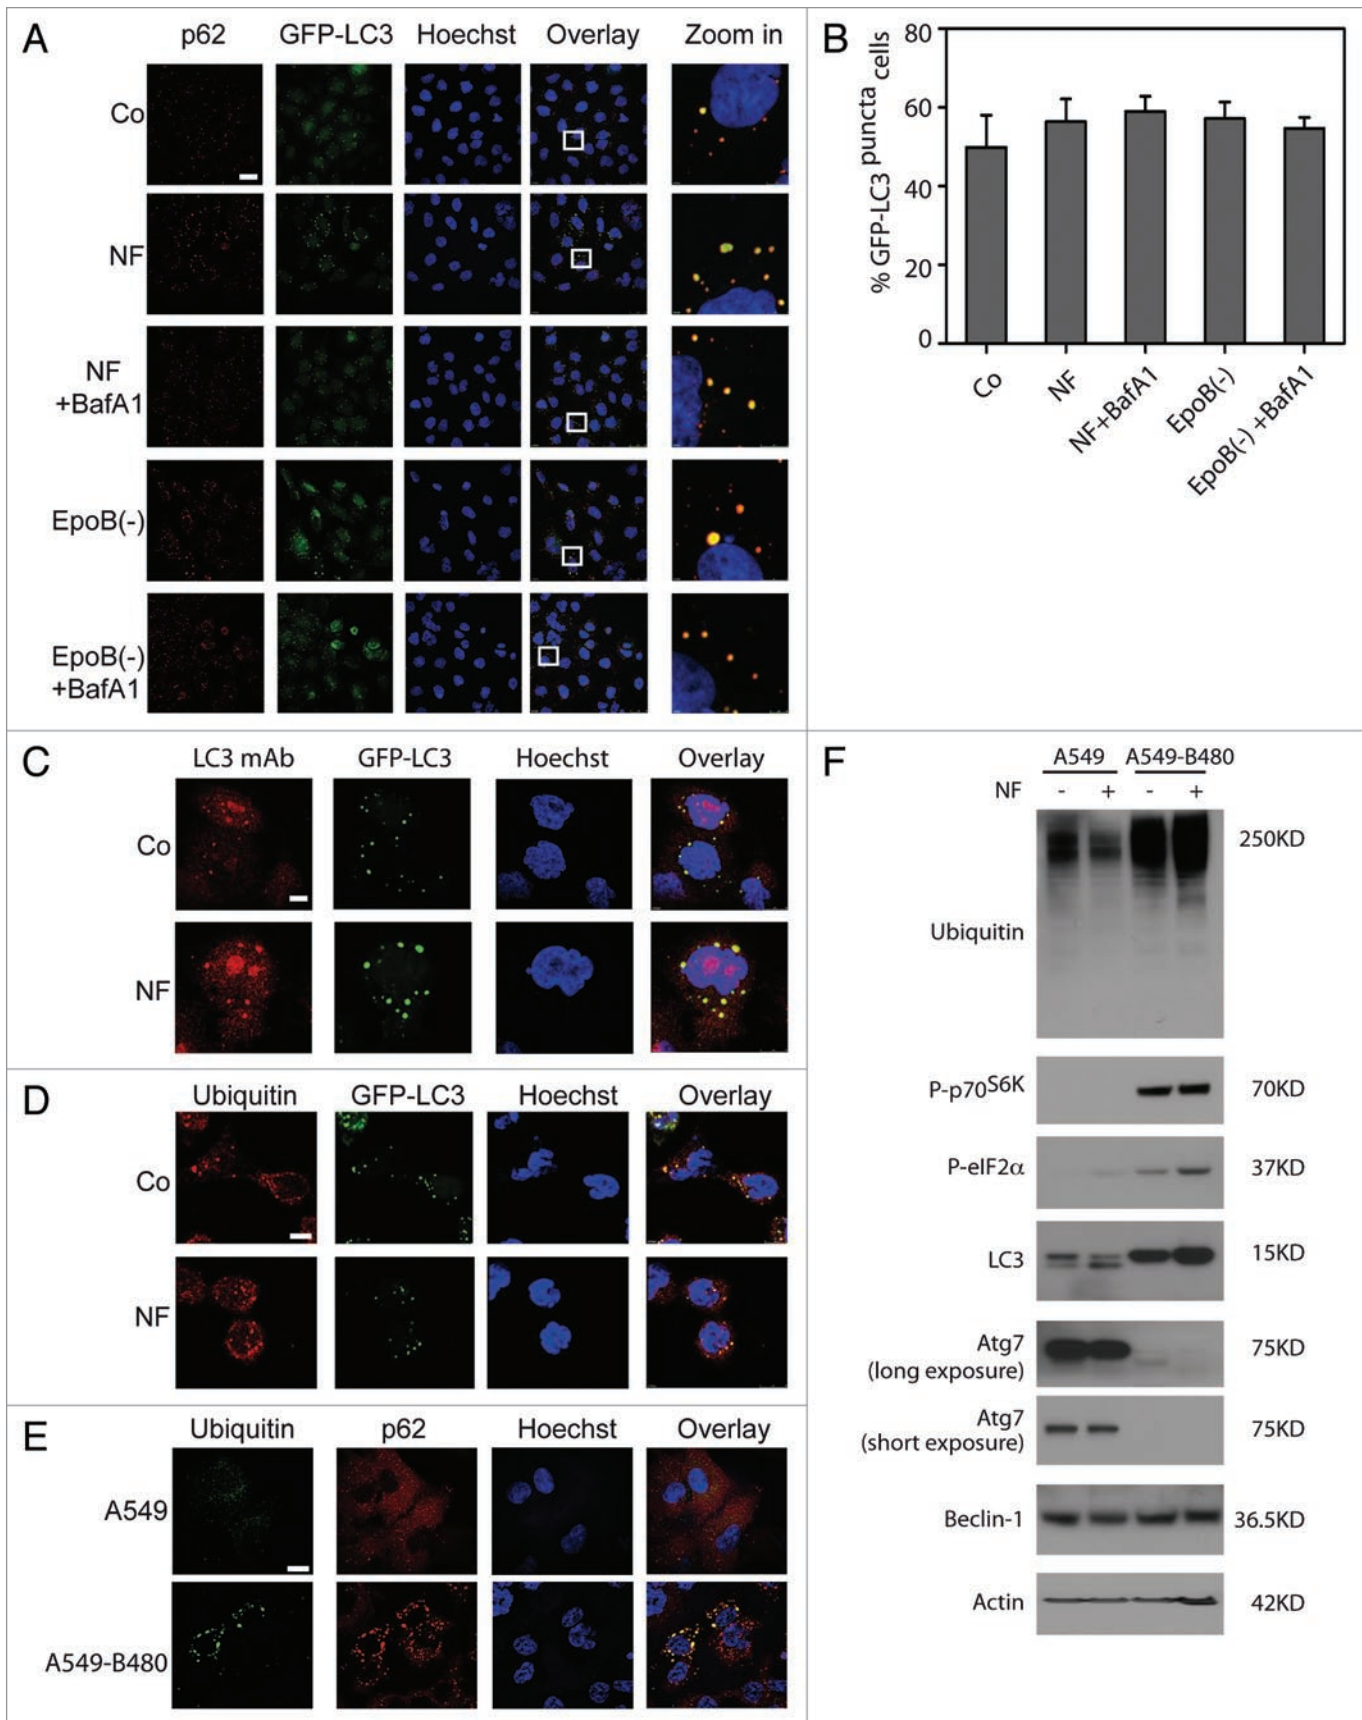 A
p62 GFP-LC3 Hoechst Overlay Zoom in
Co
NF
NF
+BafA1
EpoB(-)
EpoB(-)
+BafA1
B
% GFP-LC3 puncta cells
80
60
40
20
0
Co
NF
NF+BafA1
EpoB(-)
EpoB(-) +BafA1
C
LC3 mAb GFP-LC3 Hoechst Overlay
Co
NF
D
Ubiquitin GFP-LC3 Hoechst Overlay
Co
NF
E
Ubiquitin p62 Hoechst Overlay
A549
A549-B480
F
A549 A549-B480
NF - + - +
Ubiquitin 250KD
P-p70S6K 70KD
P-eIF2α 37KD
LC3 15KD
Atg7
(long exposure) 75KD
Atg7
(short exposure) 75KD
Beclin-1 36.5KD
Actin 42KD